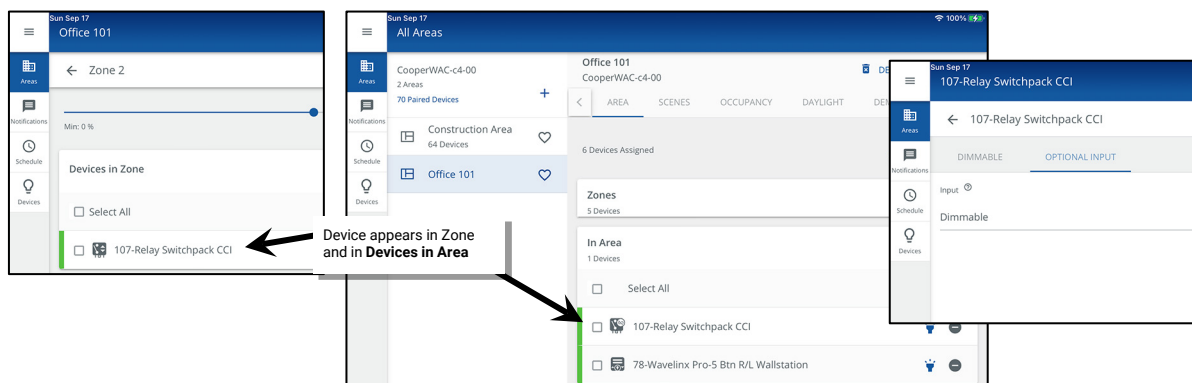 Sun Sep 17
Office 101
Areas
Notifications
Schedule
Devices
Zone 2
Min: 0 %
Devices in Zone
Select All
107-Relay Switchpack CCI
Device appears in Zone
and in Devices in Area
Sun Sep 17
100%
All Areas
Areas
Notifications
Schedule
Devices
CooperWAC-c4-00
2 Areas
70 Paired Devices
+
Construction Area
64 Devices
Office 101
Office 101
CooperWAC-c4-00
DE
AREA SCENES OCCUPANCY DAYLIGHT DEM
6 Devices Assigned
Zones
5 Devices
In Area
1 Devices
Select All
107-Relay Switchpack CCI
78-Wavelinx Pro-5 Btn R/L Wallstation
Sun Sep 17
107-Relay Switchpack CCI
Areas
Notifications
Schedule
Devices
107-Relay Switchpack CCI
DIMMABLE OPTIONAL INPUT
Input ?
Dimmable